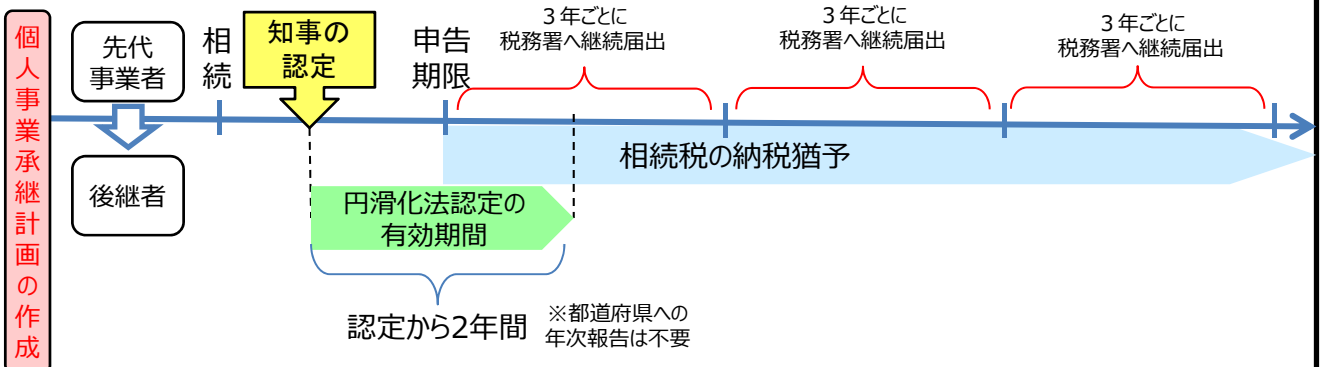 個人事業承継計画の作成
先代
事業者
後継者
相
続
知事の
認定
申告
期限
３年ごとに
税務署へ継続届出
３年ごとに
税務署へ継続届出
３年ごとに
税務署へ継続届出
相続税の納税猶予
円滑化法認定の
有効期間
認定から2年間
※都道府県への
年次報告は不要